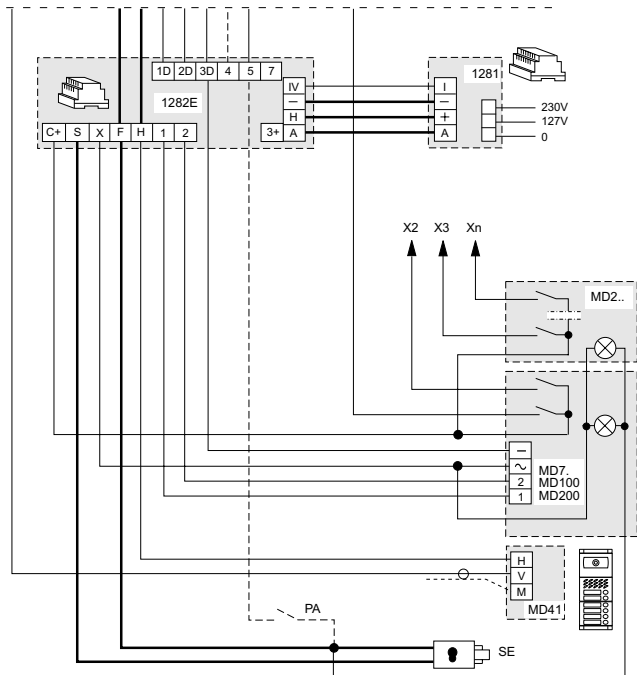 1D 2D 3D 4 5 7
1282E
IV
–
H
3+ A
C+ S X F H 1 2
1281
I
–
+
A
230V
127V
0
X2 X3 Xn
MD2..
–
~
2
1
MD7.
MD100
MD200
H
V
M
MD41
PA
SE